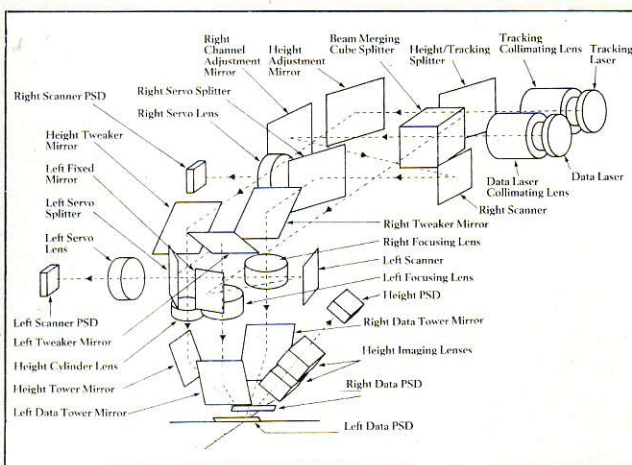 Right
Channel
Adjustment
Mirror
Height
Adjustment
Mirror
Beam Merging
Cube Splitter
Height/Tracking
Splitter
Tracking
Collimating Lens
Tracking
Laser
Right Servo Splitter
Right Scanner PSD
Right Servo Lens
Height Tweaker
Mirror
Left Fixed
Mirror
Left Servo
Splitter
Left Servo
Lens
Data Laser
Data Laser
Collimating Lens
Right Scanner
Right Tweaker Mirror
Right Focusing Lens
Left Scanner
Left Focusing Lens
Height PSD
Left Scanner PSD
Left Tweaker Mirror
Height Cylinder Lens
Height Tower Mirror
Left Data Tower Mirror
Right Data Tower Mirror
Height Imaging Lenses
Right Data PSD
Left Data PSD